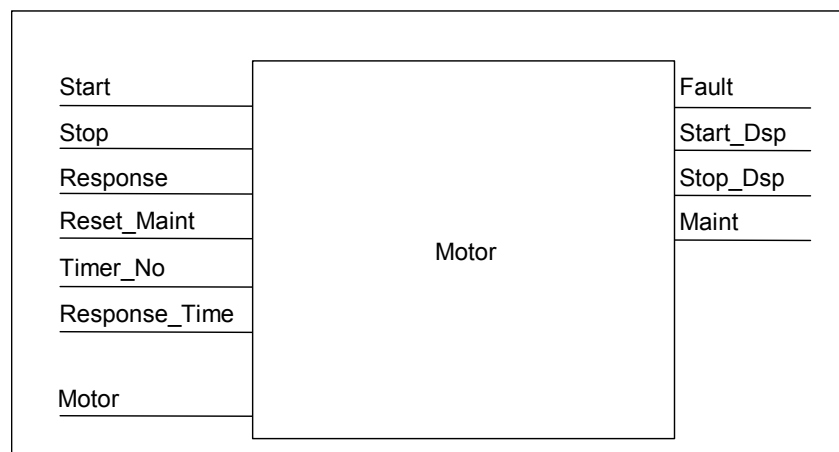 Start
Stop
Response
Reset_Maint
Timer_No
Response_Time
Motor
Motor
Fault
Start_Dsp
Stop_Dsp
Maint